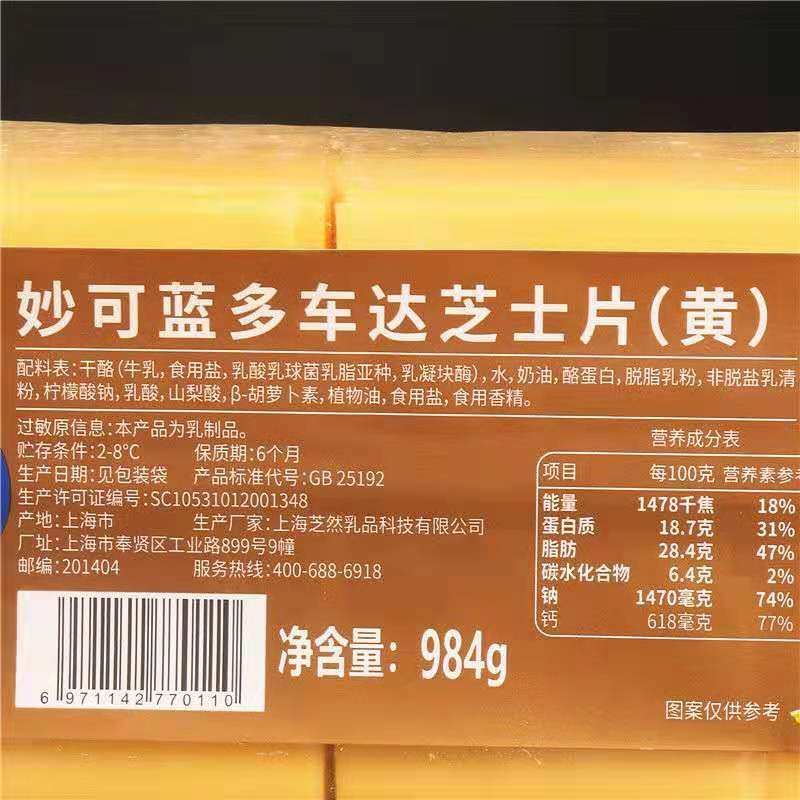 妙可蓝多车达芝士片(黄)
配料表:干酪(牛乳,食用盐,乳酸乳球菌乳脂亚种,乳凝块酶),水,奶油,酪蛋白,脱脂乳粉,非脱盐乳清
粉,柠檬酸钠,乳酸,山梨酸,β-胡萝卜素,植物油,食用盐,食用香精。
过敏原信息:本产品为乳制品。
贮存条件:2-8℃ 保质期:6个月
生产日期:见包装袋 产品标准代号:GB 25192
生产许可证编号:SC10531012001348
产地:上海市 生产厂家:上海芝然乳品科技有限公司
厂址:上海市奉贤区工业路899号9幢
邮编:201404 服务热线:400-688-6918
营养成分表
项目 每100克 营养素参考
能量 1478千焦 18%
蛋白质 18.7克 31%
脂肪 28.4克 47%
碳水化合物 6.4克 2%
钠 1470毫克 74%
钙 618毫克 77%
6 971142 770110
净含量: 984g
图案仅供参考